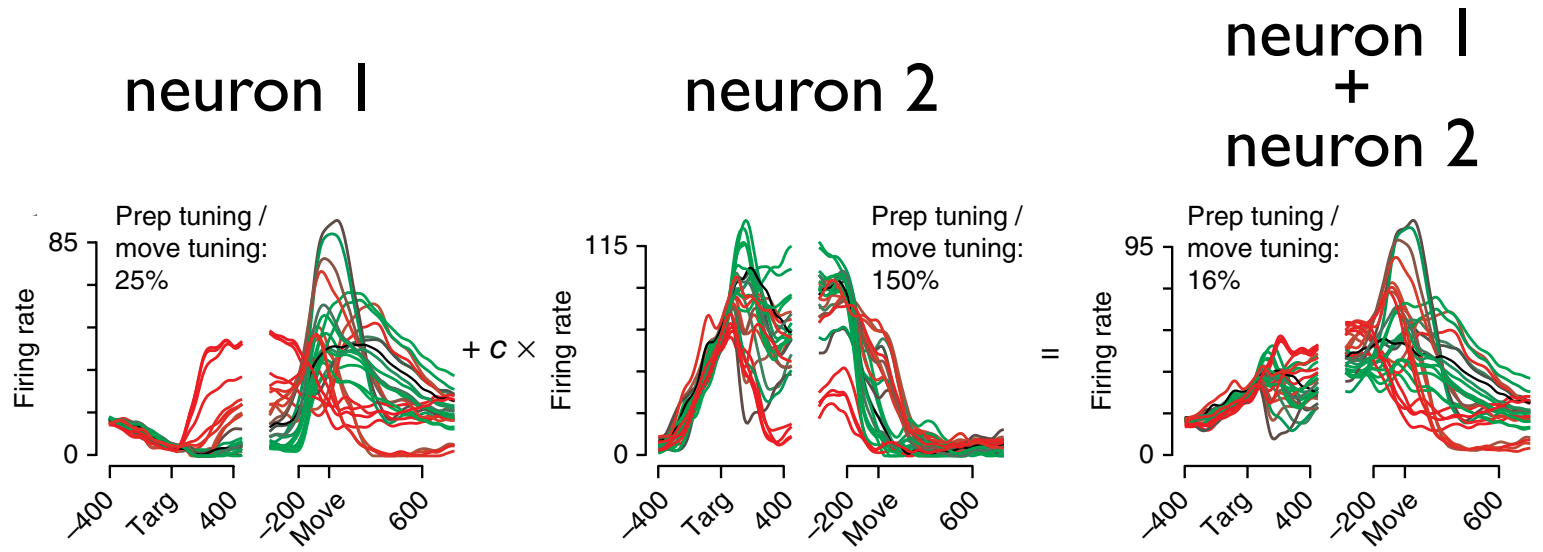 neuron 1
neuron 2
neuron 1
+
neuron 2
Prep tuning /
move tuning:
25%
85
0
Firing rate
−400
Targ
400
−200
Move
600
+ c ×
Prep tuning /
move tuning:
150%
115
0
Firing rate
−400
Targ
400
−200
Move
600
=
Prep tuning /
move tuning:
16%
95
0
Firing rate
−400
Targ
400
−200
Move
600